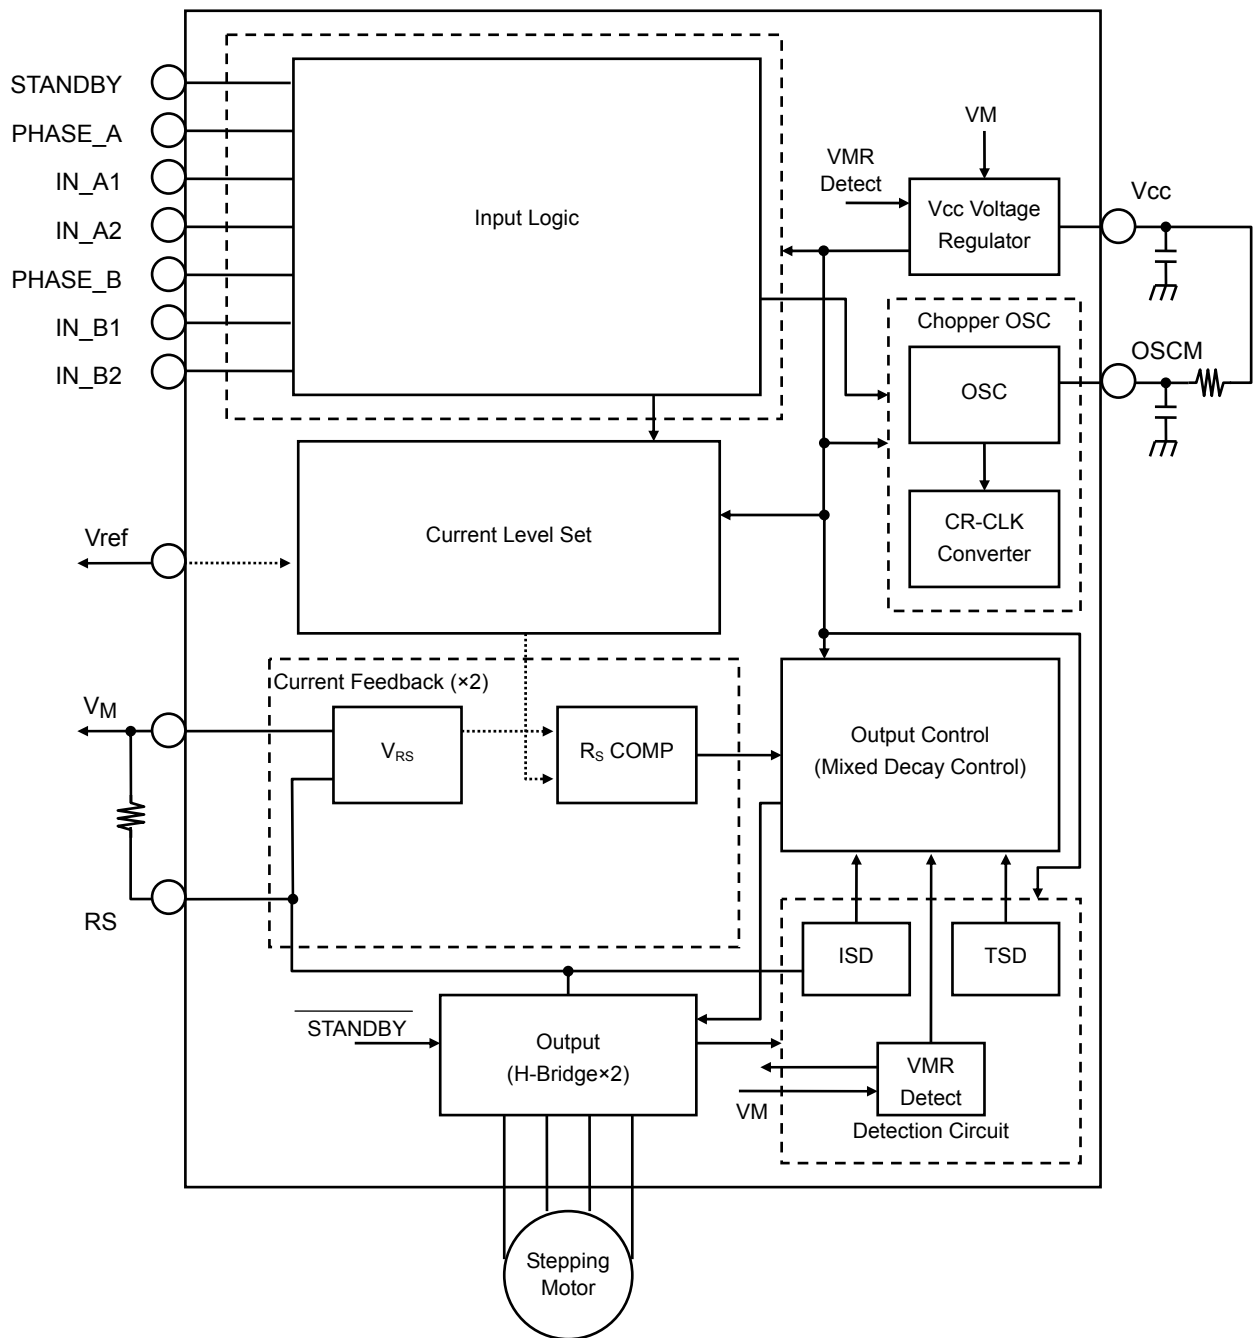 STANDBY
PHASE_A
IN_A1
IN_A2
PHASE_B
IN_B1
IN_B2
Input Logic
VM
VMR
Detect
Vcc Voltage
Regulator
Vcc
Chopper OSC
OSC
OSCM
CR-CLK
Converter
Vref
Current Level Set
VM
Current Feedback (×2)
VRS
RS COMP
Output Control
(Mixed Decay Control)
RS
ISD
TSD
STANDBY
Output
(H-Bridge×2)
VM
VMR
Detect
Detection Circuit
Stepping
Motor